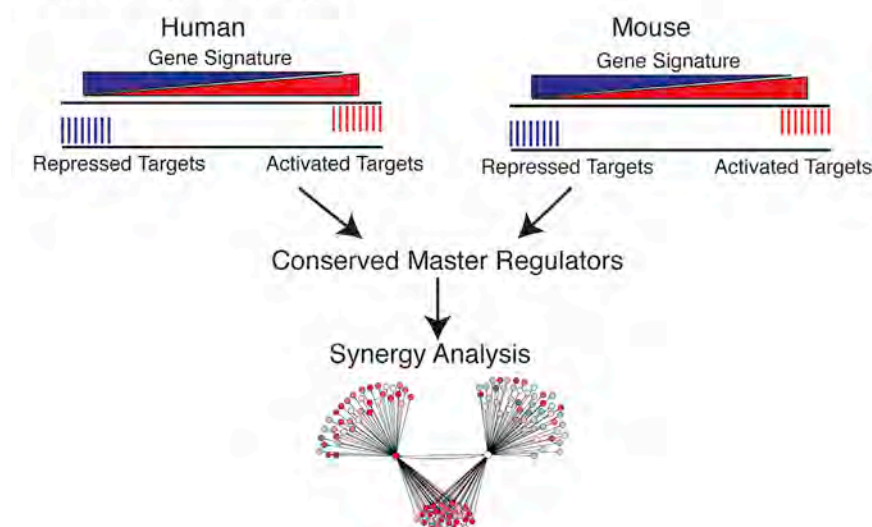 Human
Gene Signature
Repressed Targets
Activated Targets
Mouse
Gene Signature
Repressed Targets
Activated Targets
Conserved Master Regulators
Synergy Analysis